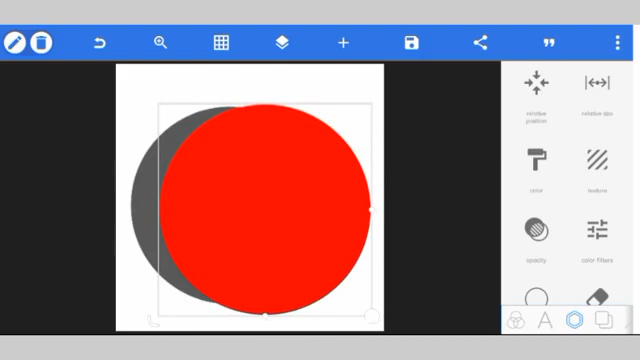 relative position
relative size
color
texture
opacity
color filters